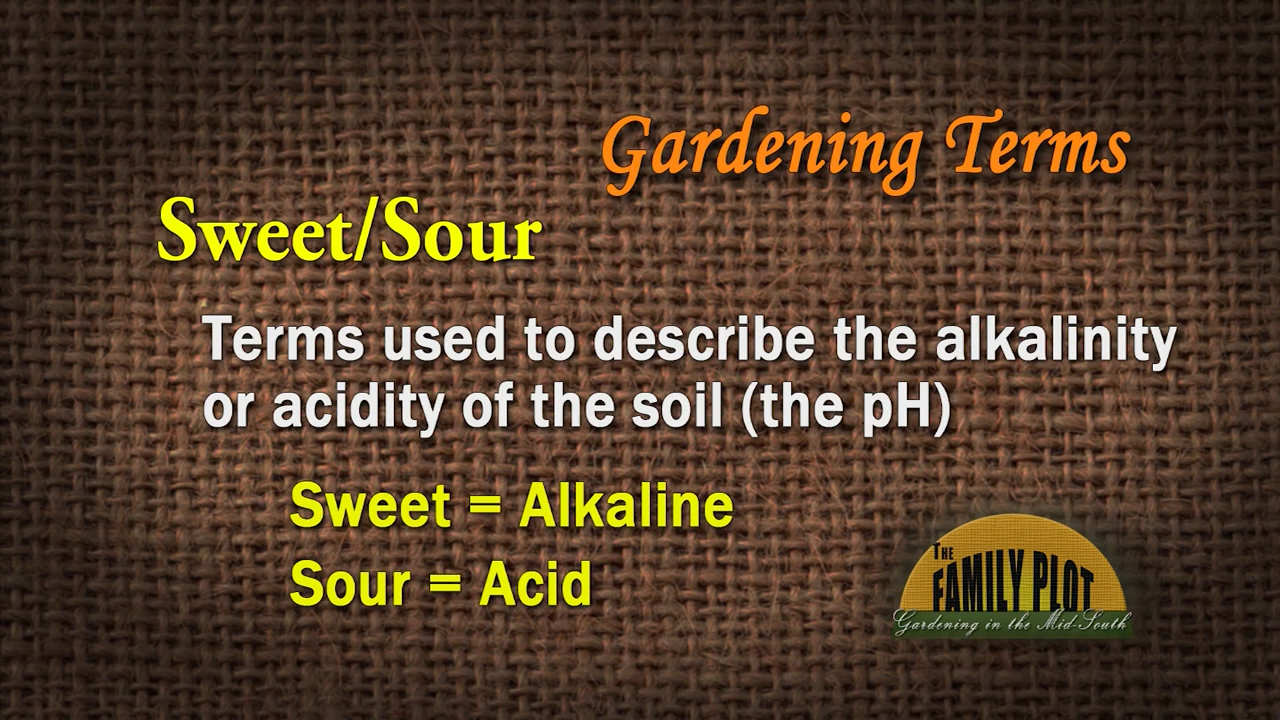 Gardening Terms
Sweet/Sour
Terms used to describe the alkalinity
or acidity of the soil (the pH)
Sweet = Alkaline
Sour = Acid
THE
FAMILY PLOT
Gardening in the Mid-South